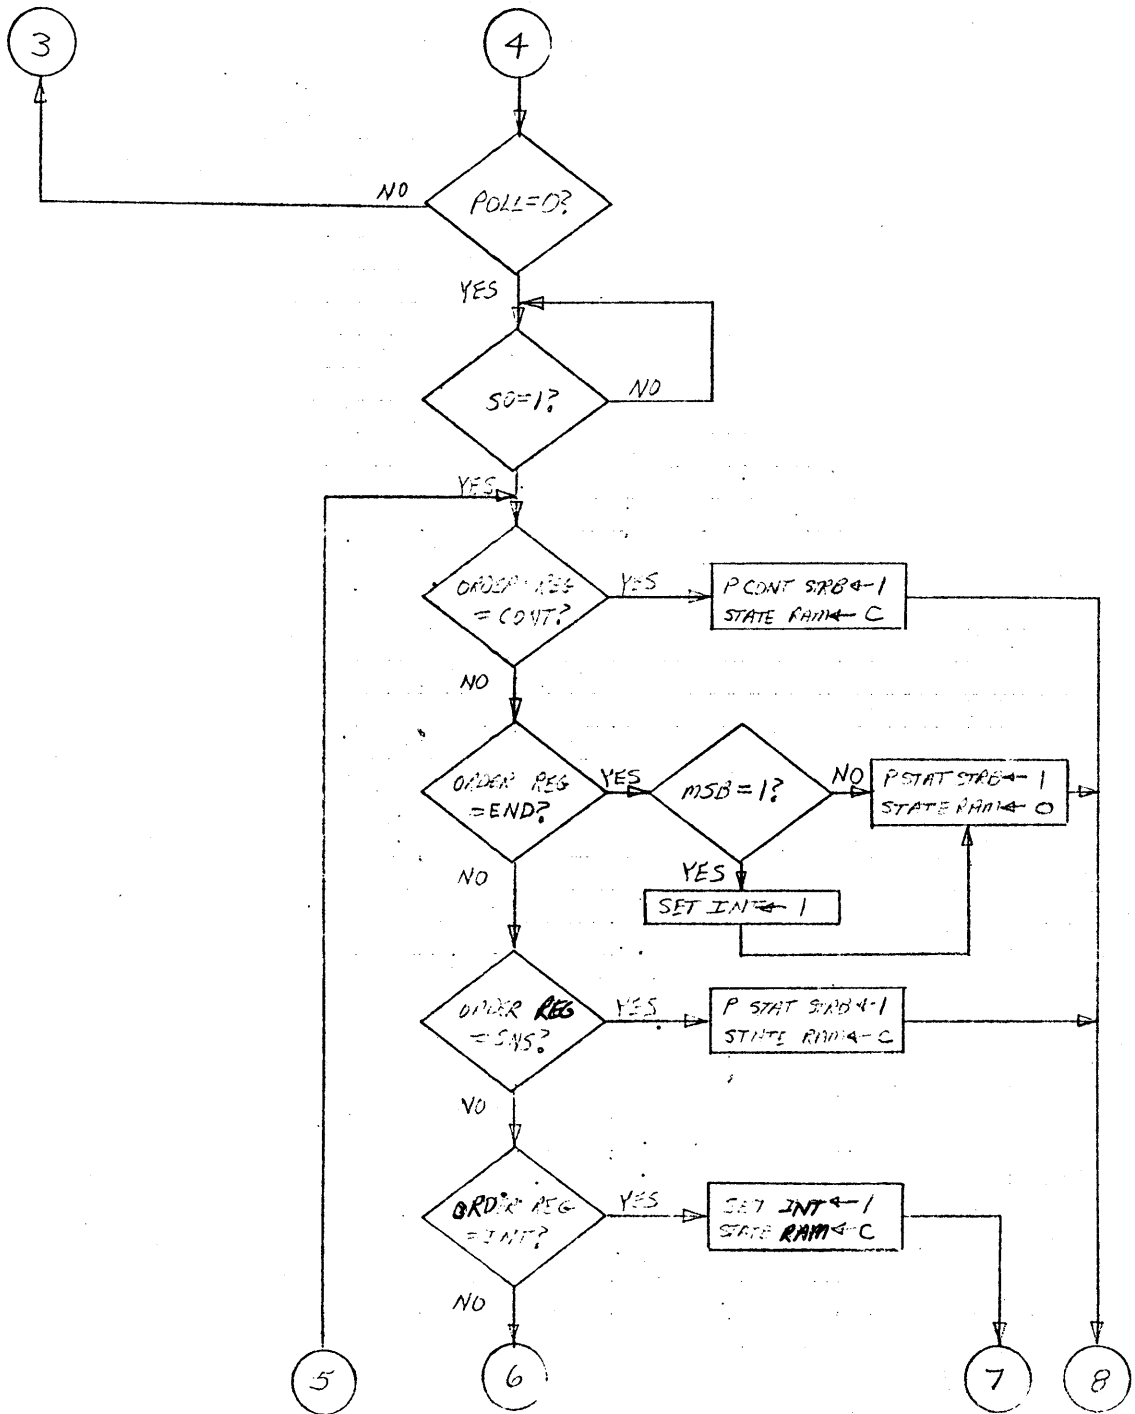 3
4
NO
POLL=0?
YES
SO=1?
NO
YES
ORDER REG
= CONT?
YES
P CONT STRB←1
STATE RAM← C
NO
ORDER REG
=END?
YES
MSB=1?
NO
P STAT STRB← 1
STATE RAM← 0
YES
SET INT← 1
NO
ORDER REG
=SNS?
YES
P STAT STRB←1
STATE RAM← C
NO
ORDER REG
=INT?
YES
SET INT←1
STATE RAM← C
NO
5
6
7
8